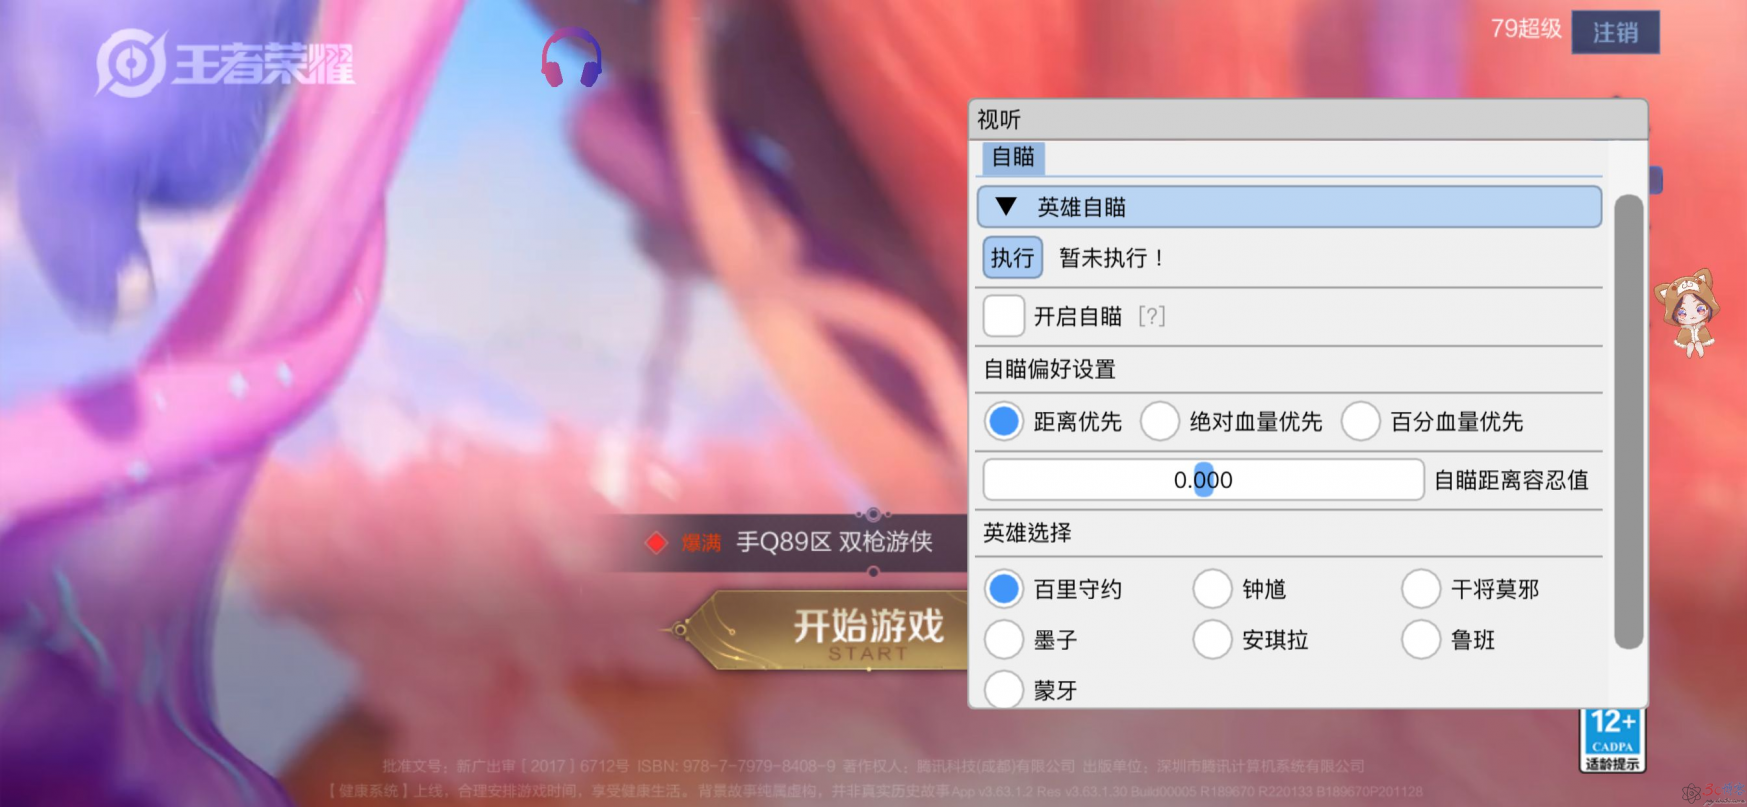 王者荣耀
79超级
注销
视听
自瞄
▼ 英雄自瞄
执行 暂未执行！
开启自瞄 [?]
自瞄偏好设置
距离优先 绝对血量优先 百分血量优先
0.000 自瞄距离容忍值
英雄选择
百里守约 钟馗 干将莫邪
墨子 安琪拉 鲁班
蒙牙
爆满 手Q89区 双枪游侠
开始游戏
START
12+
CADPA
适龄提示
批准文号：新广出审［2017］6712号 ISBN: 978-7-7979-8408-9 著作权人：腾讯科技(成都)有限公司 出版单位：深圳市腾讯计算机系统有限公司
【健康系统】上线，合理安排游戏时间，享受健康生活。背景故事纯属虚构，并非真实历史故事 App v3.63.1.2 Res v3.63.1.30 Build00005 R189670 R220133 B189670P201128